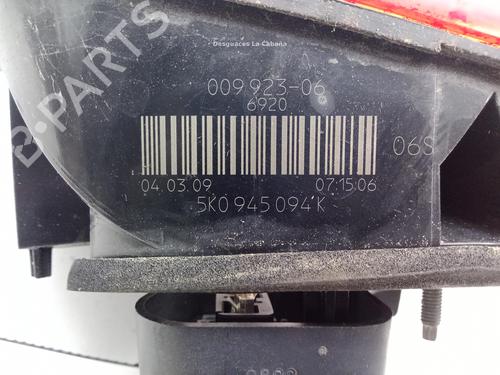 B-PARTS
Desguaces La Cabaña
009 923-06
6920
06S
04.03.09 07:15:06
5K0 945 094 K